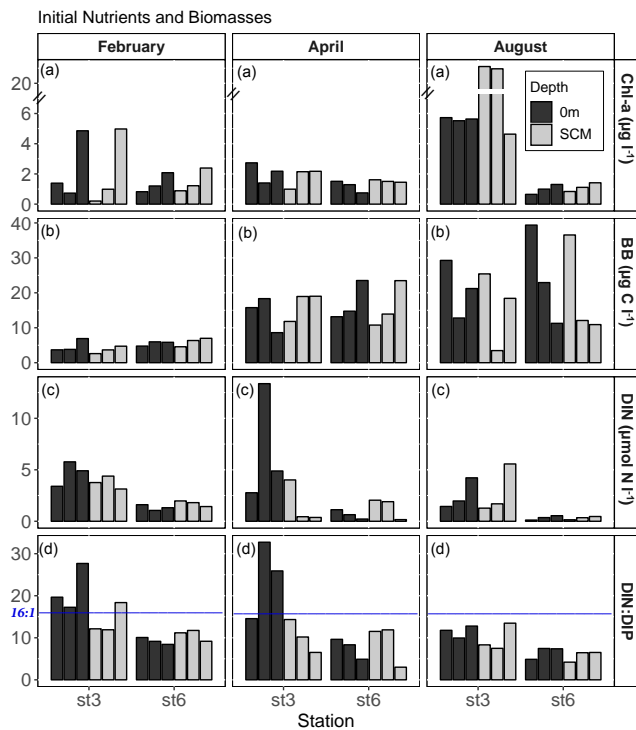 Initial Nutrients and Biomasses
February April August
(a) (a) (a)
Depth
0m
SCM
20
6
4
2
0
Chl-a (µg l⁻¹)
(b) (b) (b)
40
30
20
10
0
BB (µg C l⁻¹)
(c) (c) (c)
10
5
0
DIN (µmol N l⁻¹)
(d) (d) (d)
30
20
16:1
10
0
DIN:DIP
st3 st6 st3 st6 st3 st6
Station